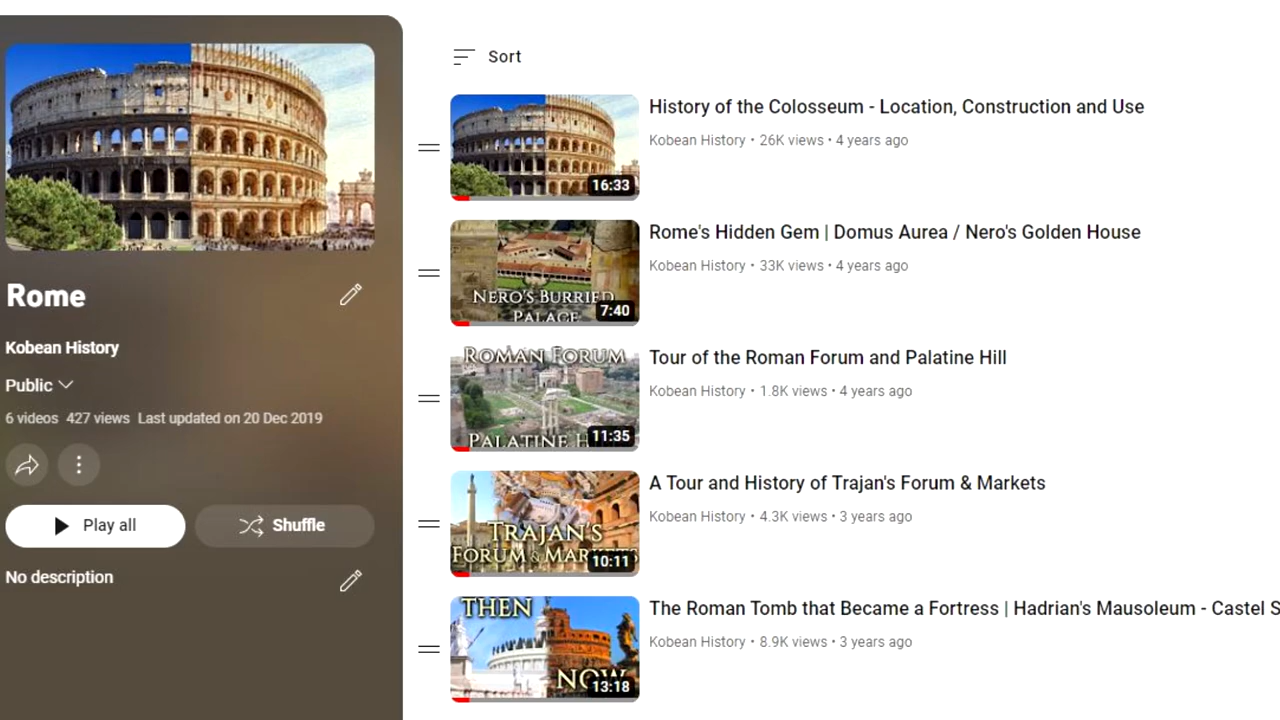 Rome
Kobean History
Public
6 videos 427 views Last updated on 20 Dec 2019
Play all
Shuffle
No description
Sort
16:33
History of the Colosseum - Location, Construction and Use
Kobean History • 26K views • 4 years ago
NERO'S BURRIED
PALACE
7:40
Rome's Hidden Gem | Domus Aurea / Nero's Golden House
Kobean History • 33K views • 4 years ago
ROMAN FORUM
PALATINE H
11:35
Tour of the Roman Forum and Palatine Hill
Kobean History • 1.8K views • 4 years ago
TRAJAN'S
FORUM & MARKETS
10:11
A Tour and History of Trajan's Forum & Markets
Kobean History • 4.3K views • 3 years ago
THEN
NOW
13:18
The Roman Tomb that Became a Fortress | Hadrian's Mausoleum - Castel S
Kobean History • 8.9K views • 3 years ago